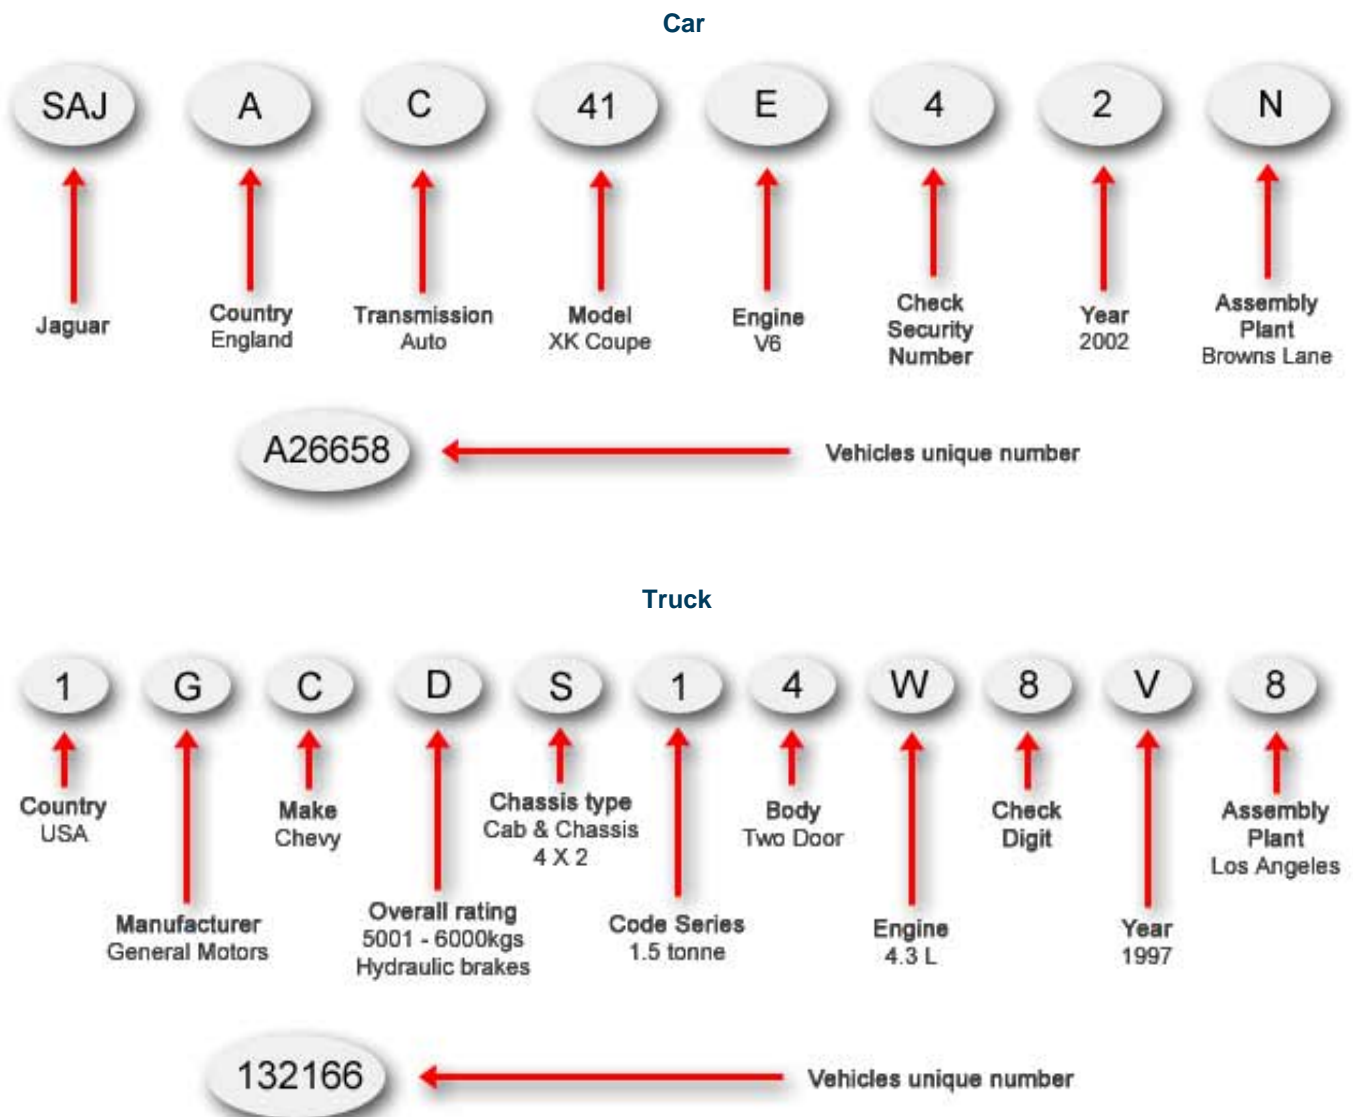 Car
SAJ A C 41 E 4 2 N
Jaguar
Country
England
Transmission
Auto
Model
XK Coupe
Engine
V6
Check
Security
Number
Year
2002
Assembly
Plant
Browns Lane
A26658
Vehicles unique number
Truck
1 G C D S 1 4 W 8 V 8
Country
USA
Manufacturer
General Motors
Make
Chevy
Overall rating
5001 - 6000kgs
Hydraulic brakes
Chassis type
Cab & Chassis
4 X 2
Code Series
1.5 tonne
Body
Two Door
Engine
4.3 L
Check
Digit
Year
1997
Assembly
Plant
Los Angeles
132166
Vehicles unique number